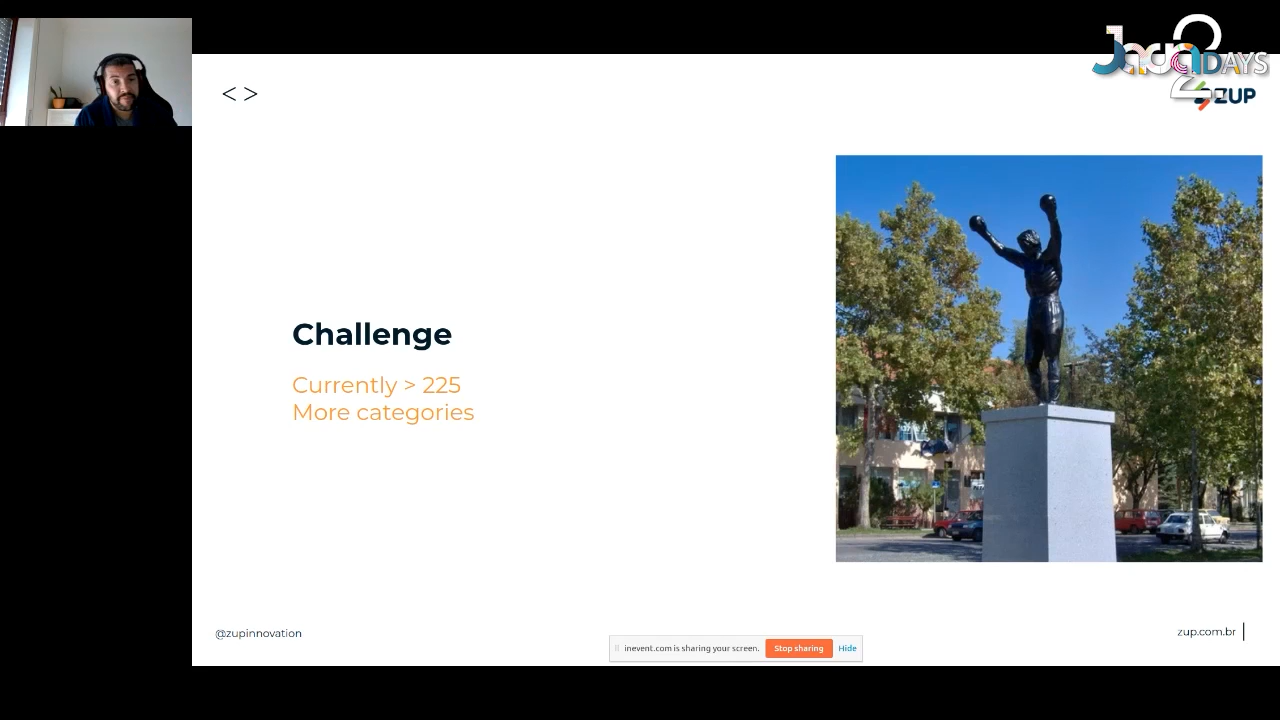 < >
DAYS
ZUP
Challenge
Currently > 225
More categories
@zupinnovation
zup.com.br
inevent.com is sharing your screen. Stop sharing Hide